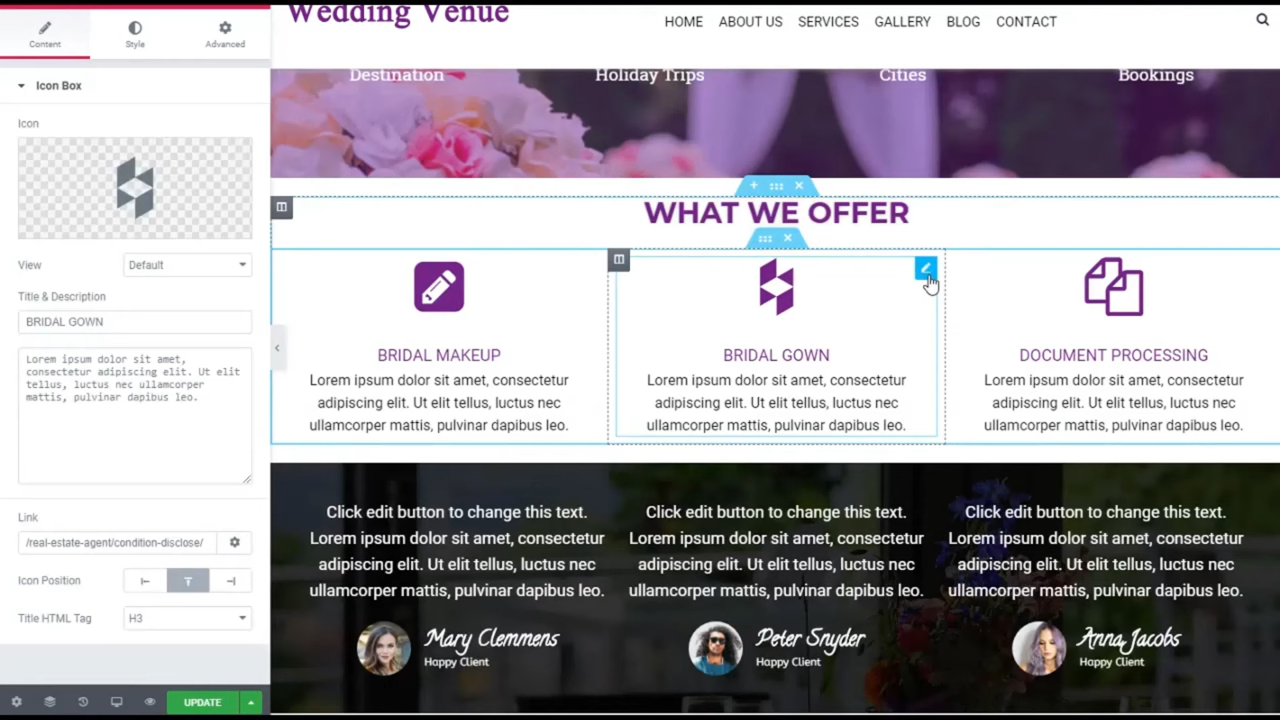 Content
Style
Advanced
Icon Box
Icon
View
Default
Title & Description
BRIDAL GOWN
Lorem ipsum dolor sit amet,
consectetur adipiscing elit. Ut elit
tellus, luctus nec ullamcorper
mattis, pulvinar dapibus leo.
Link
/real-estate-agent/condition-disclose/
Icon Position
Title HTML Tag
H3
UPDATE
Wedding Venue
HOME
ABOUT US
SERVICES
GALLERY
BLOG
CONTACT
Destination
Holiday Trips
Cities
Bookings
WHAT WE OFFER
BRIDAL MAKEUP
Lorem ipsum dolor sit amet, consectetur
adipiscing elit. Ut elit tellus, luctus nec
ullamcorper mattis, pulvinar dapibus leo.
BRIDAL GOWN
Lorem ipsum dolor sit amet, consectetur
adipiscing elit. Ut elit tellus, luctus nec
ullamcorper mattis, pulvinar dapibus leo.
DOCUMENT PROCESSING
Lorem ipsum dolor sit amet, consectetur
adipiscing elit. Ut elit tellus, luctus nec
ullamcorper mattis, pulvinar dapibus leo.
Click edit button to change this text.
Lorem ipsum dolor sit amet, consectetur
adipiscing elit. Ut elit tellus, luctus nec
ullamcorper mattis, pulvinar dapibus leo.
Mary Clemmens
Happy Client
Click edit button to change this text.
Lorem ipsum dolor sit amet, consectetur
adipiscing elit. Ut elit tellus, luctus nec
ullamcorper mattis, pulvinar dapibus leo.
Peter Snyder
Happy Client
Click edit button to change this text.
Lorem ipsum dolor sit amet, consectetur
adipiscing elit. Ut elit tellus, luctus nec
ullamcorper mattis, pulvinar dapibus leo.
Anna Jacobs
Happy Client